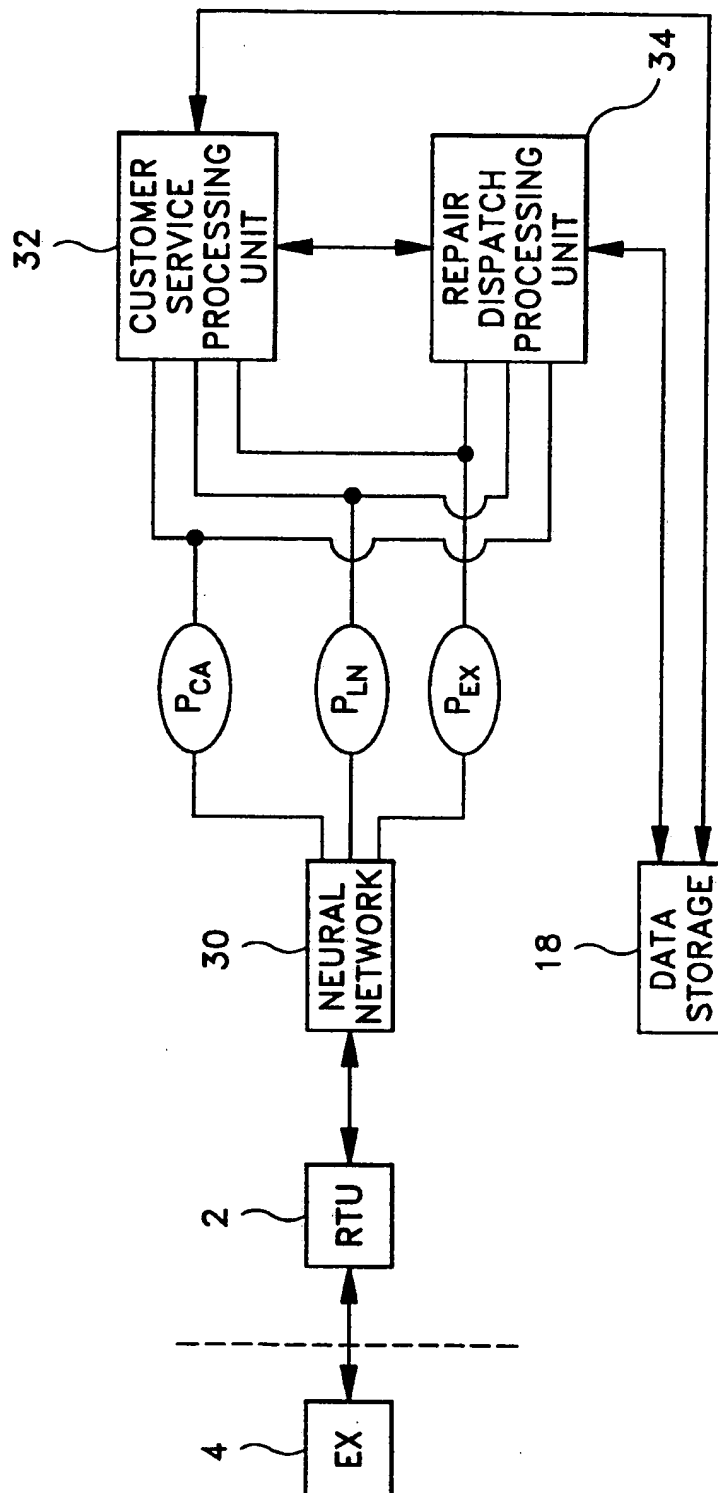 4
EX
2
RTU
30
NEURAL
NETWORK
P_CA
P_LN
P_EX
32
CUSTOMER
SERVICE
PROCESSING
UNIT
34
REPAIR
DISPATCH
PROCESSING
UNIT
18
DATA
STORAGE